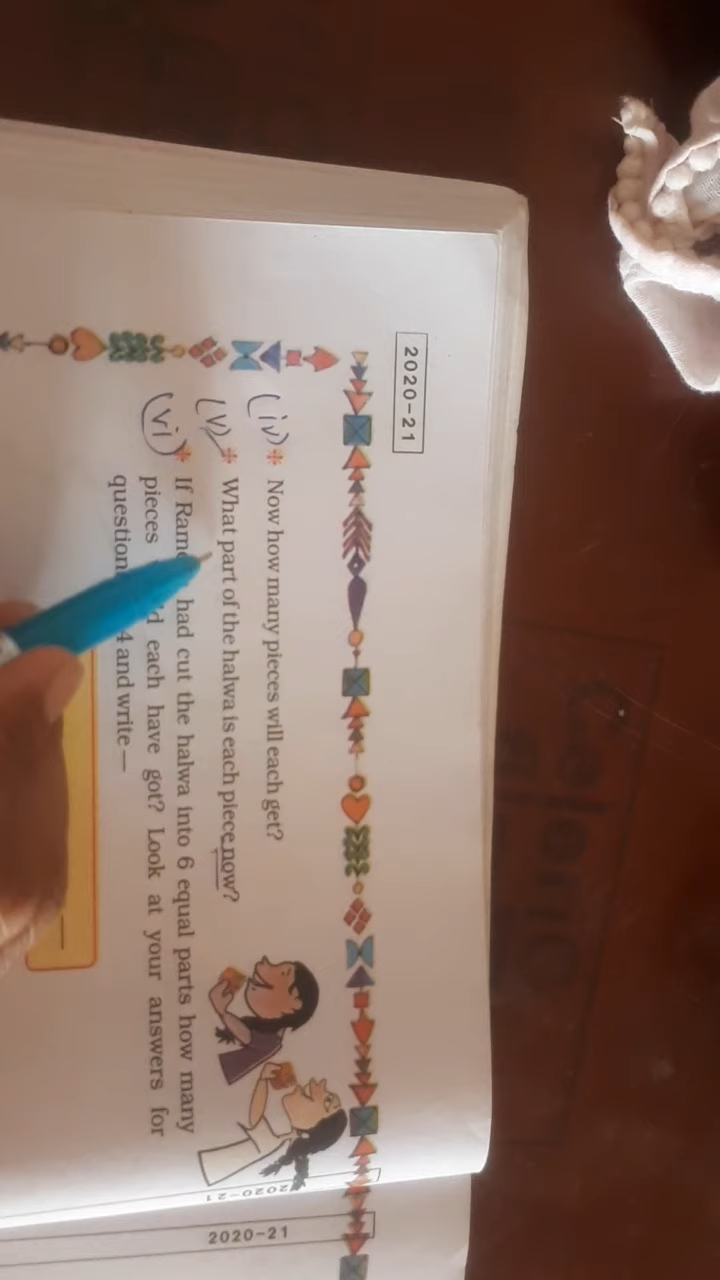 2020-21
(iv) * Now how many pieces will each get?
(v) * What part of the halwa is each piece now?
(vi) * If had cut the halwa into 6 equal parts how many
pieces each have got? Look at your answers for
question 4 and write —
2020-21
2020-21